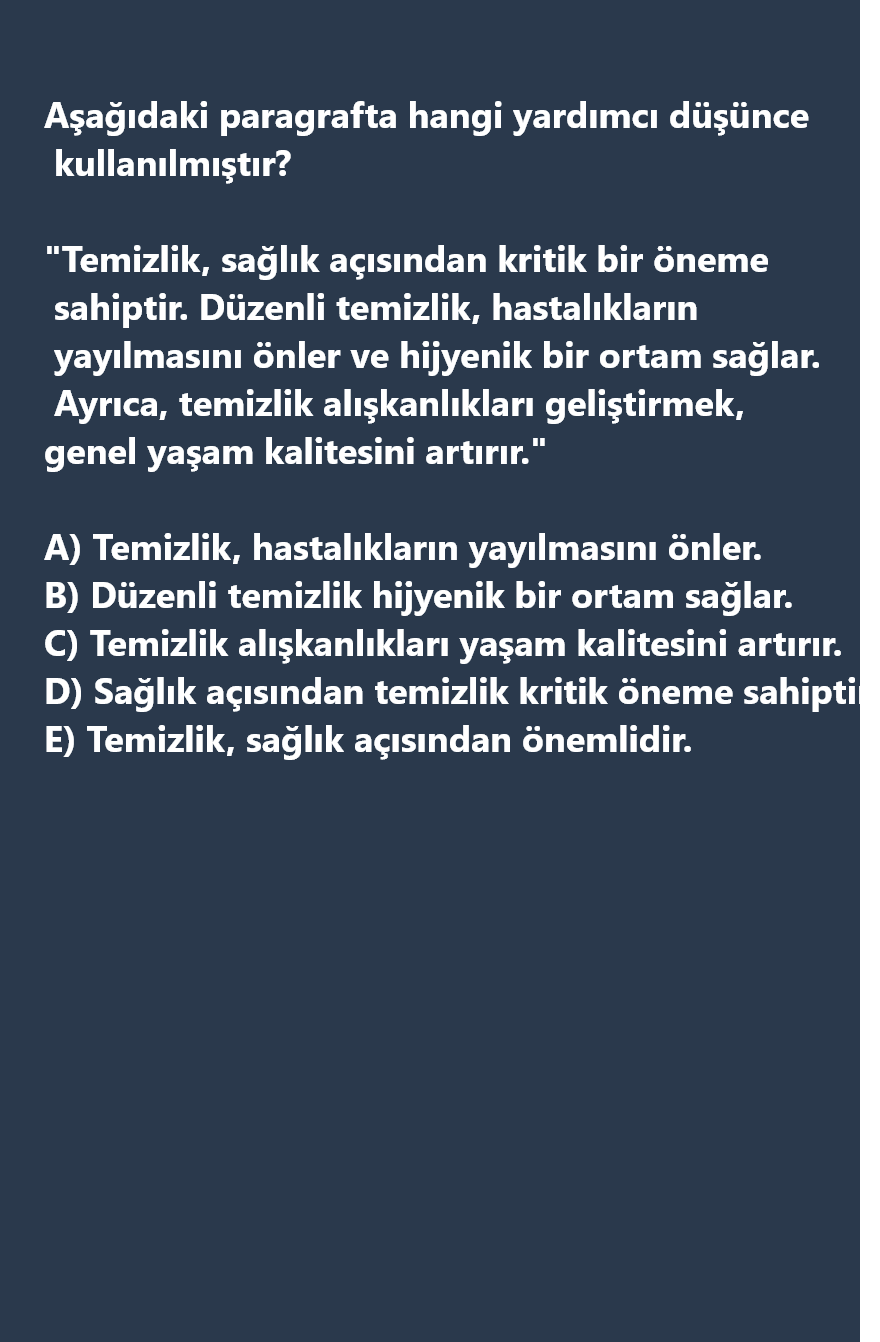 Aşağıdaki paragrafta hangi yardımcı düşünce
kullanılmıştır?
"Temizlik, sağlık açısından kritik bir öneme
sahiptir. Düzenli temizlik, hastalıkların
yayılmasını önler ve hijyenik bir ortam sağlar.
Ayrıca, temizlik alışkanlıkları geliştirmek,
genel yaşam kalitesini artırır."
A) Temizlik, hastalıkların yayılmasını önler.
B) Düzenli temizlik hijyenik bir ortam sağlar.
C) Temizlik alışkanlıkları yaşam kalitesini artırır.
D) Sağlık açısından temizlik kritik öneme
E) Temizlik, sağlık açısından önemlidir.